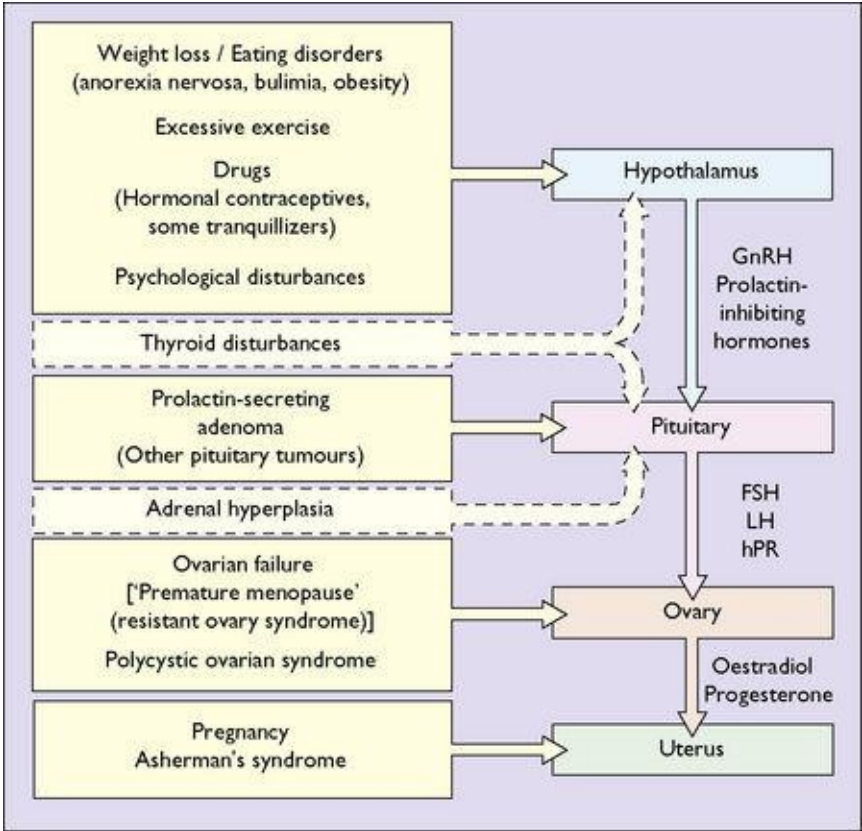 Weight loss / Eating disorders
(anorexia nervosa, bulimia, obesity)
Excessive exercise
Drugs
(Hormonal contraceptives,
some tranquillizers)
Psychological disturbances
Thyroid disturbances
Prolactin-secreting
adenoma
(Other pituitary tumours)
Adrenal hyperplasia
Ovarian failure
[‘Premature menopause’
(resistant ovary syndrome)]
Polycystic ovarian syndrome
Pregnancy
Asherman's syndrome
Hypothalamus
GnRH
Prolactin-
inhibiting
hormones
Pituitary
FSH
LH
hPR
Ovary
Oestradiol
Progesterone
Uterus